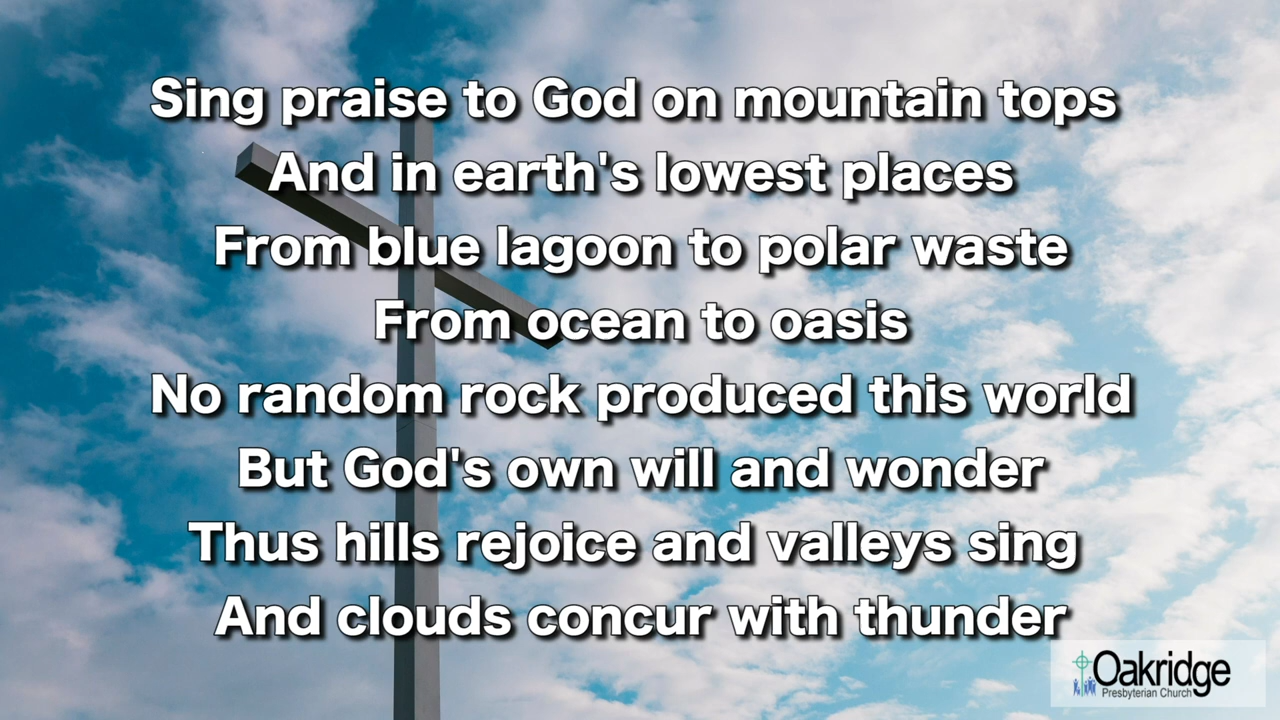 Sing praise to God on mountain tops
And in earth's lowest places
From blue lagoon to polar waste
From ocean to oasis
No random rock produced this world
But God's own will and wonder
Thus hills rejoice and valleys sing
And clouds concur with thunder
Oakridge
Presbyterian Church